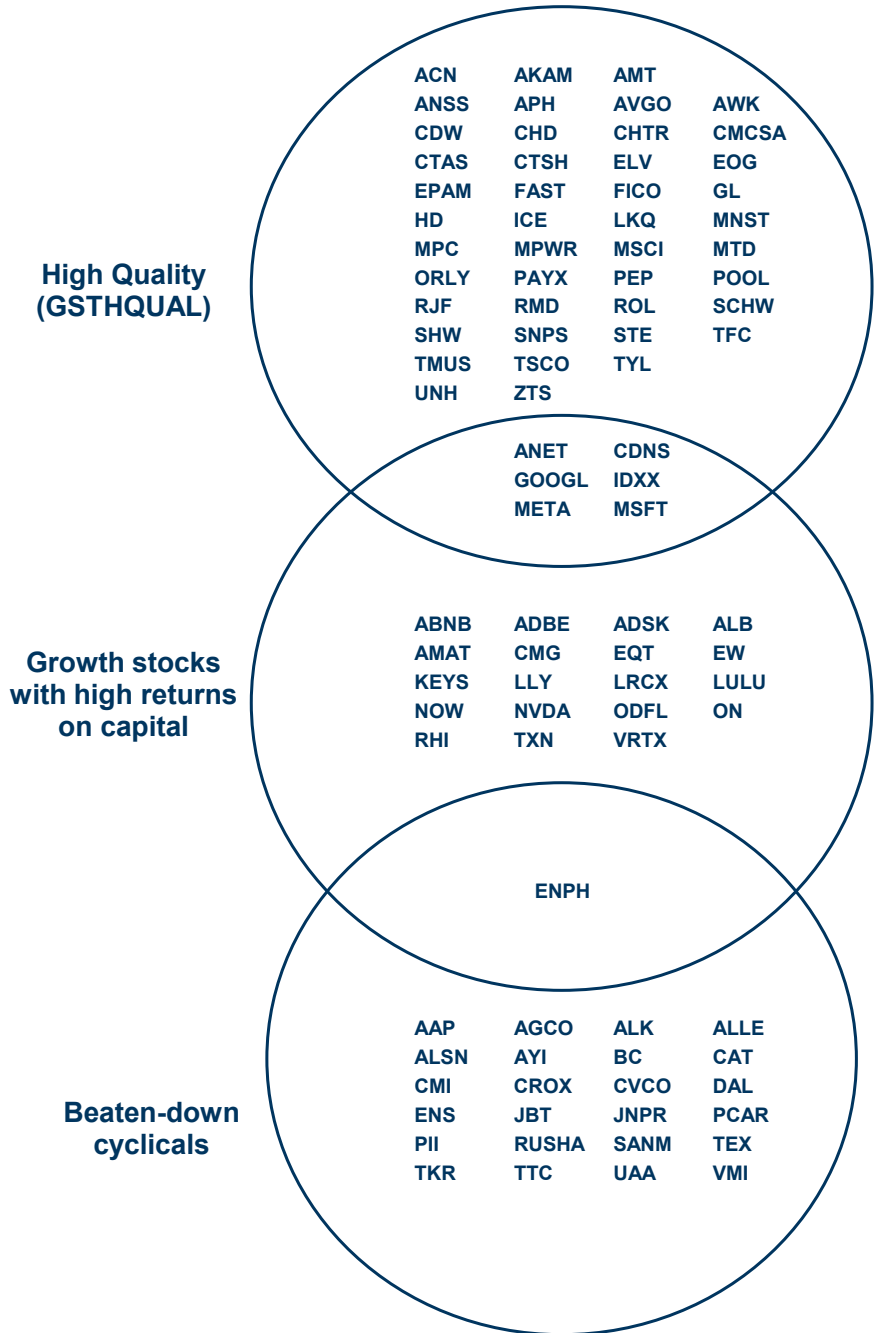 ACN AKAM AMT
ANSS APH AVGO AWK
CDW CHD CHTR CMCSA
CTAS CTSH ELV EOG
EPAM FAST FICO GL
HD ICE LKQ MNST
MPC MPWR MSCI MTD
ORLY PAYX PEP POOL
RJF RMD ROL SCHW
SHW SNPS STE TFC
TMUS TSCO TYL
UNH ZTS
High Quality
(GSTHQUAL)
ANET CDNS
GOOGL IDXX
META MSFT
ABNB ADBE ADSK ALB
AMAT CMG EQT EW
KEYS LLY LRCX LULU
NOW NVDA ODFL ON
RHI TXN VRTX
Growth stocks
with high returns
on capital
ENPH
AAP AGCO ALK ALLE
ALSN AYI BC CAT
CMI CROX CVCO DAL
ENS JBT JNPR PCAR
PII RUSHA SANM TEX
TKR TTC UAA VMI
Beaten-down
cyclicals